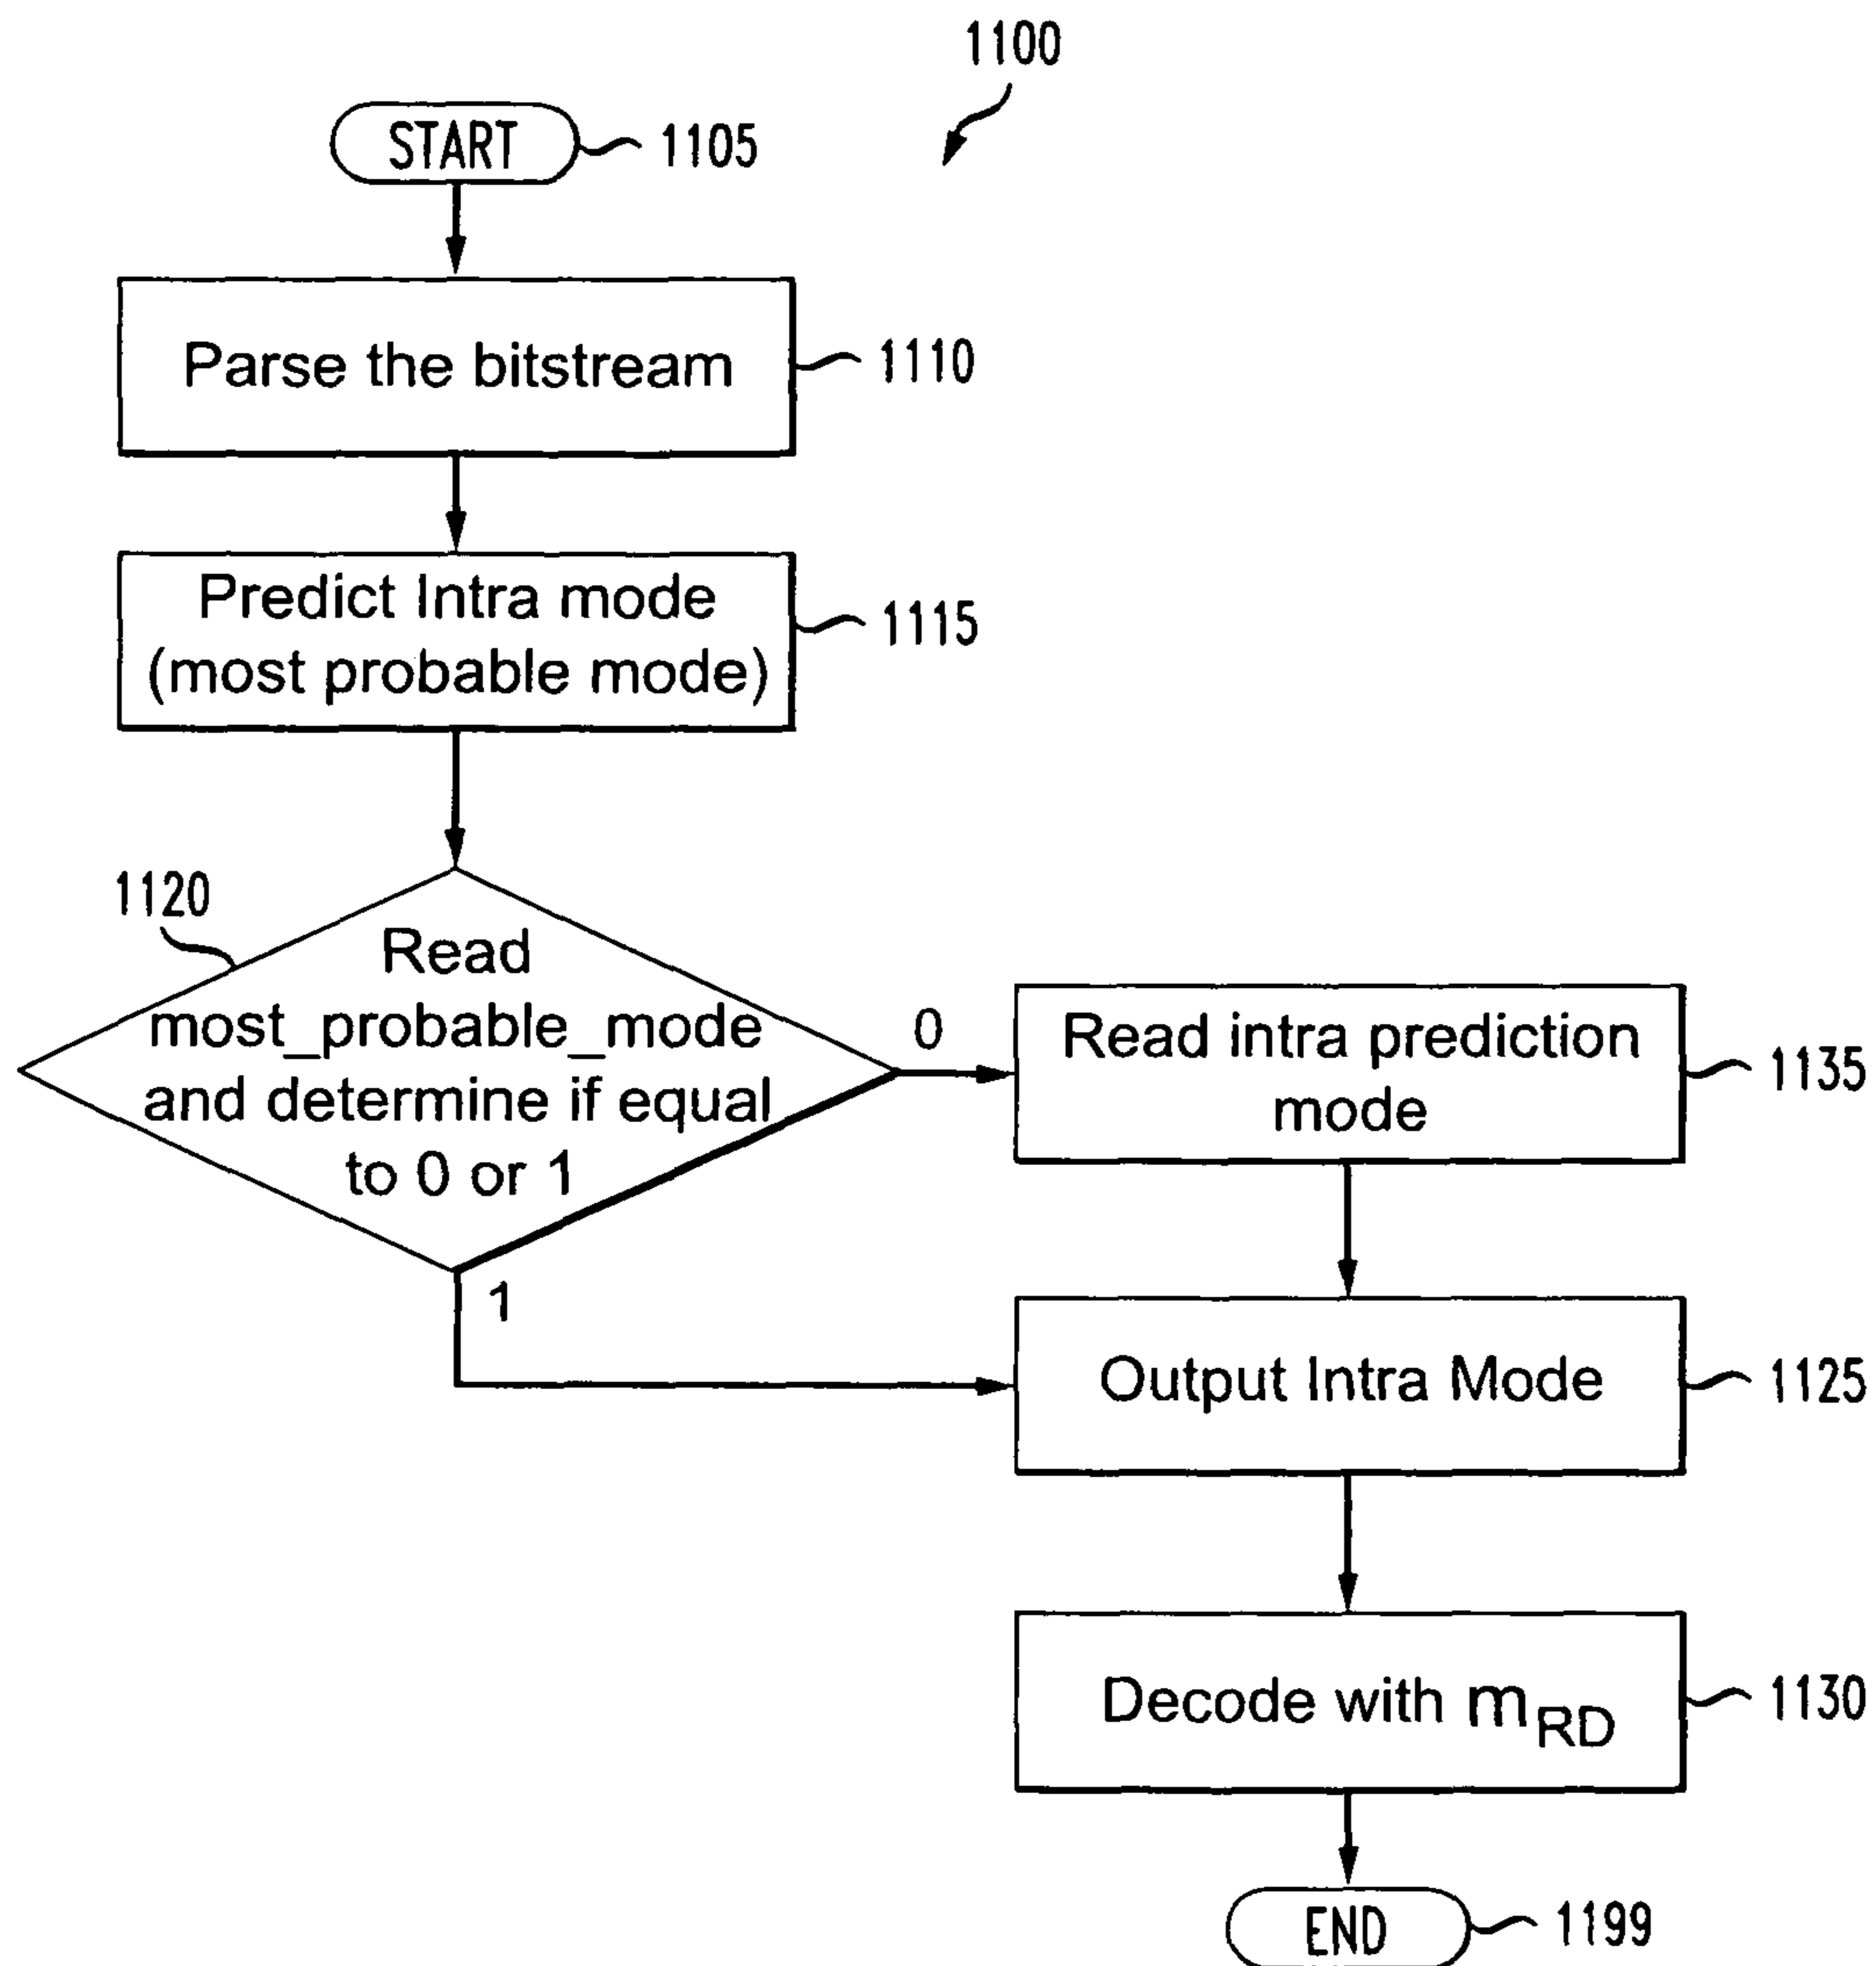 1100
START
1105
Parse the bitstream
1110
Predict Intra mode
(most probable mode)
1115
1120
Read
most_probable_mode
and determine if equal
to 0 or 1
0
1
Read intra prediction
mode
1135
Output Intra Mode
1125
Decode with mRD
1130
END
1199